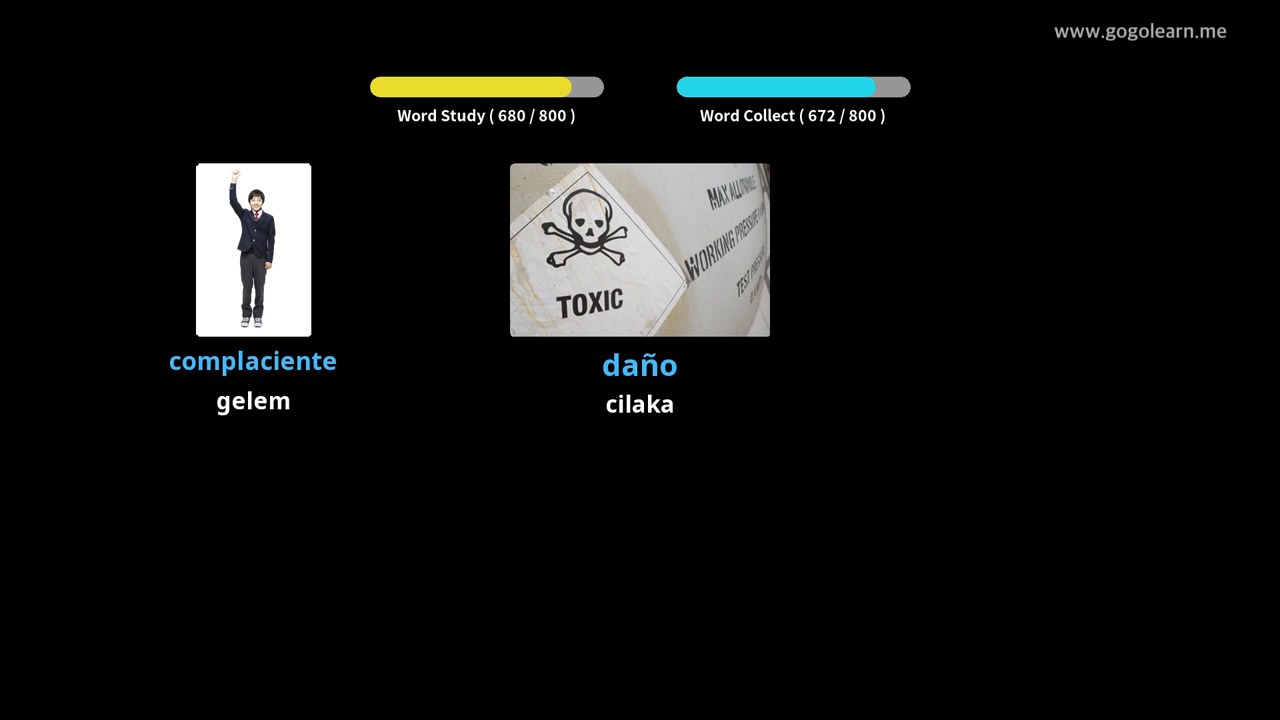 www.gogolearn.me
Word Study ( 680 / 800 )
Word Collect ( 672 / 800 )
TOXIC
MAX ALLOWABLE
WORKING PRESSURE
TEST PRESSURE
complaciente
gelem
daño
cilaka